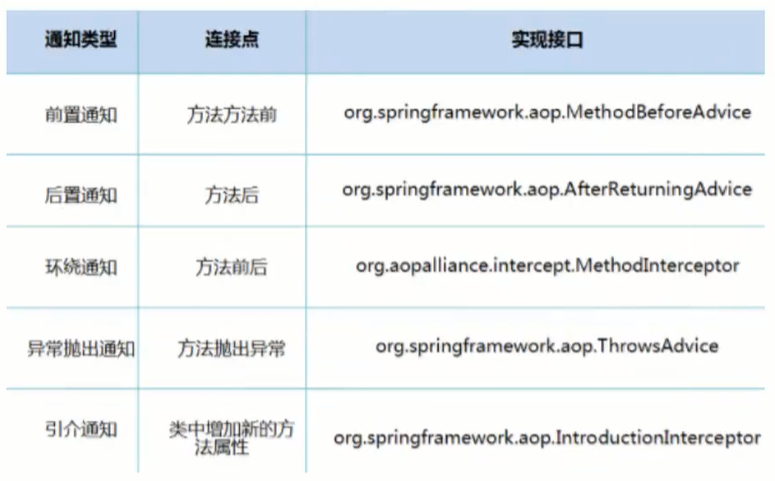 通知类型 连接点 实现接口
前置通知 方法方法前 org.springframework.aop.MethodBeforeAdvice
后置通知 方法后 org.springframework.aop.AfterReturningAdvice
环绕通知 方法前后 org.aopalliance.intercept.MethodInterceptor
异常抛出通知 方法抛出异常 org.springframework.aop.ThrowsAdvice
引介通知 类中增加新的方
法属性 org.springframework.aop.IntroductionInterceptor